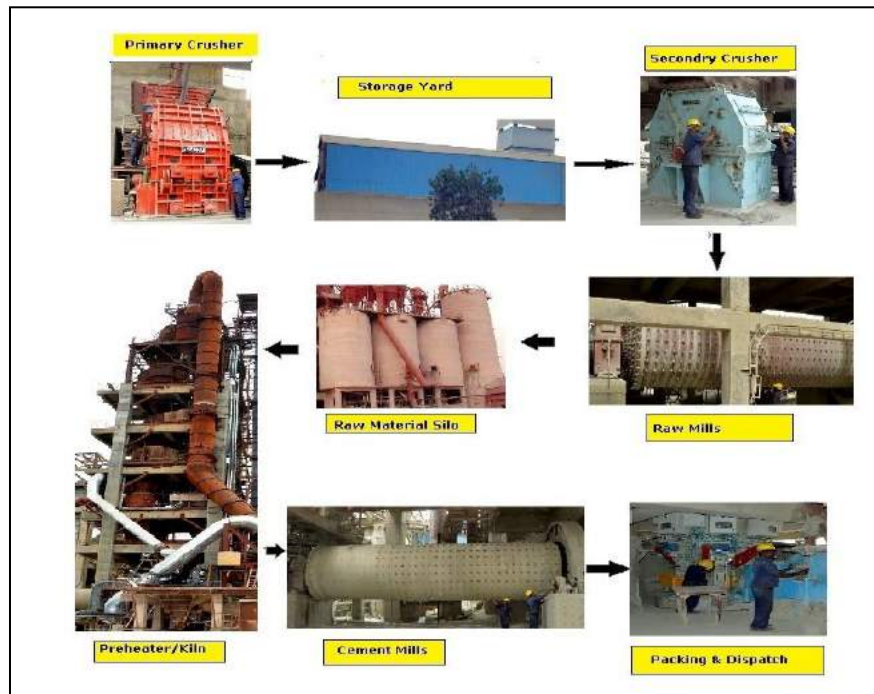 Primary Crusher
Storage Yard
Secondry Crusher
Raw Material Silo
Raw Mills
Preheater/Kiln
Cement Mills
Packing & Dispatch